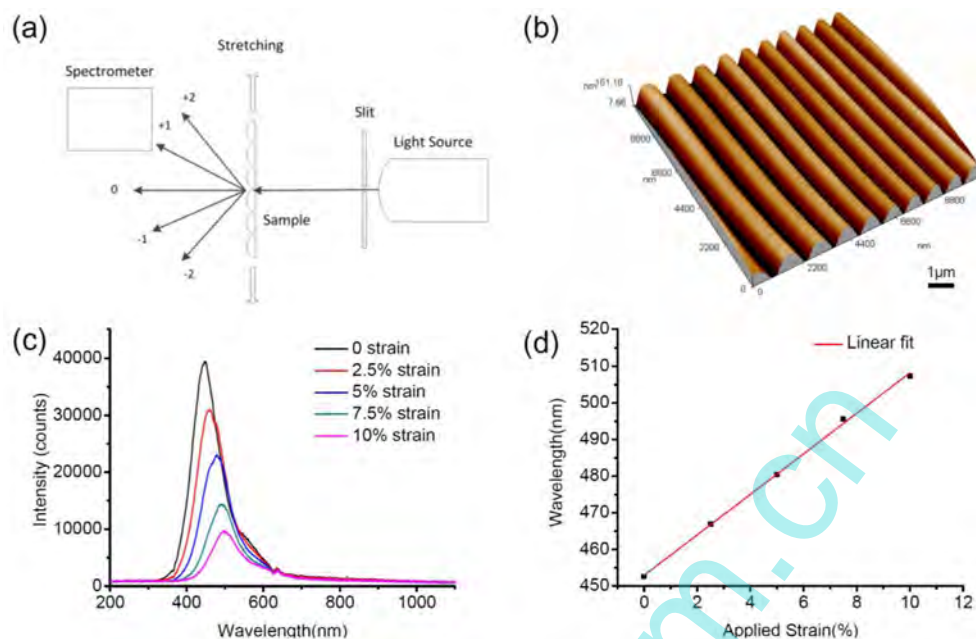 (a)
Stretching
Spectrometer
+2
+1
0
-1
-2
Sample
Slit
Light Source
(b)
nm
161.16
7.66
8800
6600
nm
4400
2200
0
0
2200
4400
6600
nm
8800
1μm
(c)
0 strain
2.5% strain
5% strain
7.5% strain
10% strain
Intensity (counts)
40000
30000
20000
10000
0
200
400
600
800
1000
Wavelength(nm)
(d)
Linear fit
Wavelength(nm)
520
510
500
490
480
470
460
450
0
2
4
6
8
10
12
Applied Strain(%)
m.cn